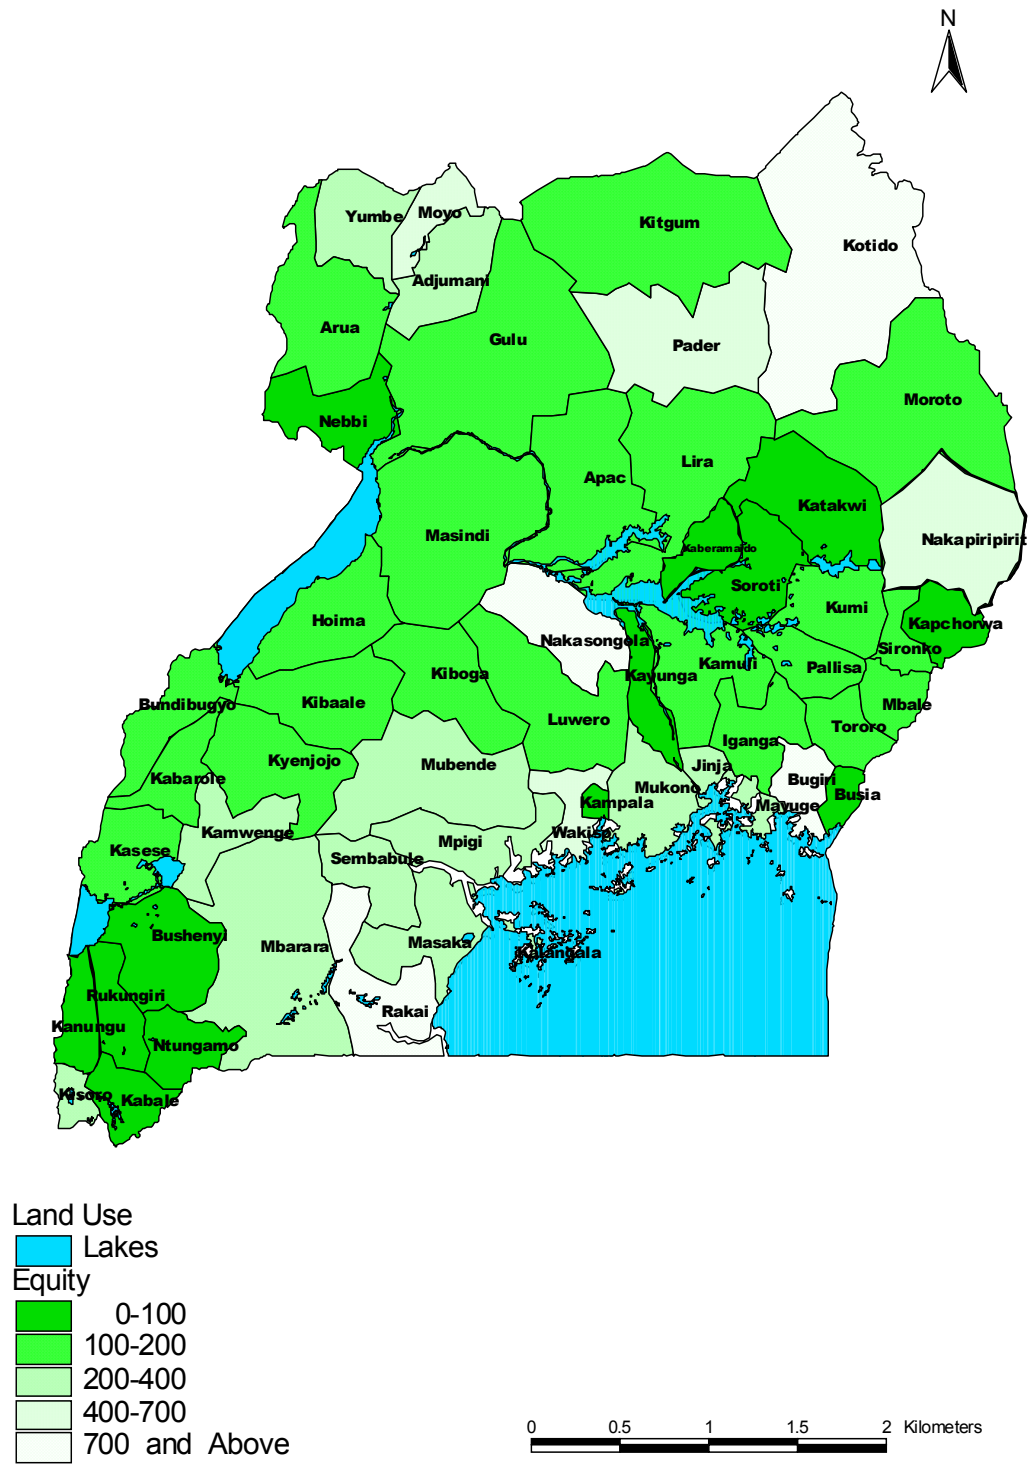 N
Kitgum
Yumbe
Moyo
Kotido
Adjumani
Arua
Gulu
Pader
Moroto
Nebbi
Lira
Apac
Katakwi
Masindi
Nakapiripirit
Kaberamaido
Soroti
Kumi
Hoima
Kapchorwa
Nakasongola
Sironko
Kamuli
Pallisa
Kiboga
Kayunga
Bundibugyo
Kibaale
Mbale
Luwero
Tororo
Iganga
Kyenjojo
Mubende
Jinja
Kabarole
Mukono
Bugiri
Busia
Kampala
Mayuge
Kamwenge
Wakiso
Mpigi
Kasese
Sembabule
Bushenyi
Mbarara
Masaka
Kalangala
Rukungiri
Rakai
Kanungu
Ntungamo
Kisoro
Kabale
Land Use
Lakes
Equity
0-100
100-200
200-400
400-700
700 and Above
0 0.5 1 1.5 2 Kilometers